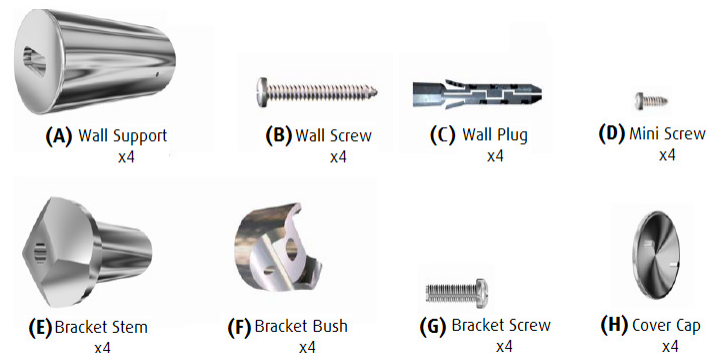 (A) Wall Support
x4
(B) Wall Screw
x4
(C) Wall Plug
x4
(D) Mini Screw
x4
(E) Bracket Stem
x4
(F) Bracket Bush
x4
(G) Bracket Screw
x4
(H) Cover Cap
x4